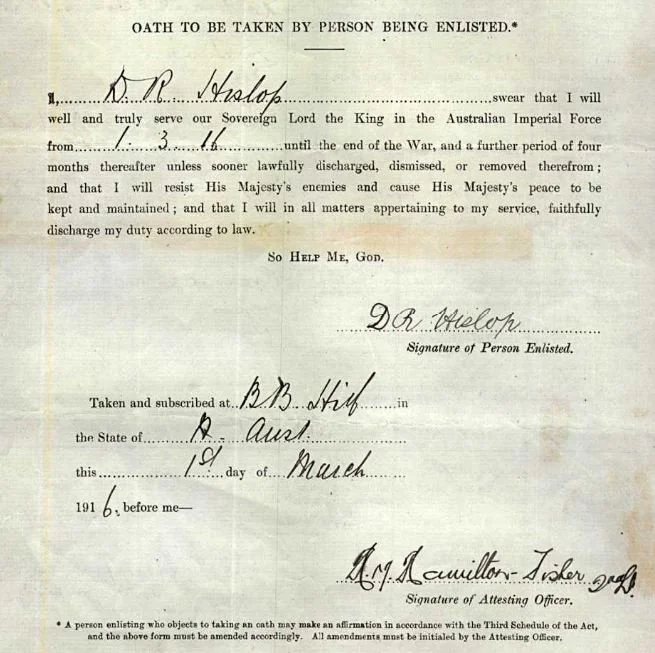 OATH TO BE TAKEN BY PERSON BEING ENLISTED.*
I, D. R. Hislop swear that I will
well and truly serve our Sovereign Lord the King in the Australian Imperial Force
from 1. 3. 16 until the end of the War, and a further period of four
months thereafter unless sooner lawfully discharged, dismissed, or removed therefrom;
and that I will resist His Majesty's enemies and cause His Majesty's peace to be
kept and maintained; and that I will in all matters appertaining to my service, faithfully
discharge my duty according to law.
SO HELP ME, GOD.
D R Hislop
Signature of Person Enlisted.
Taken and subscribed at B.B. Hill in
the State of Aust.
this 1st day of March
1916. before me—
Hamilton-Fisher
Signature of Attesting Officer.
* A person enlisting who objects to taking an oath may make an affirmation in accordance with the Third Schedule of the Act,
and the above form must be amended accordingly. All amendments must be initialed by the Attesting Officer.